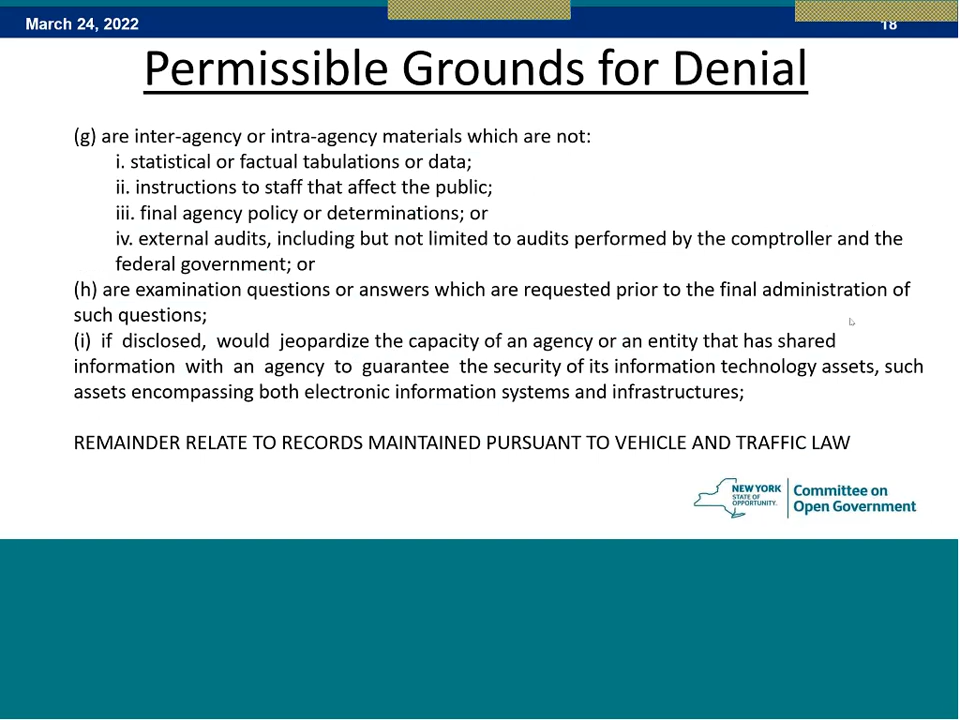 March 24, 2022
18
Permissible Grounds for Denial
(g) are inter-agency or intra-agency materials which are not:
i. statistical or factual tabulations or data;
ii. instructions to staff that affect the public;
iii. final agency policy or determinations; or
iv. external audits, including but not limited to audits performed by the comptroller and the
federal government; or
(h) are examination questions or answers which are requested prior to the final administration of
such questions;
(i) if disclosed, would jeopardize the capacity of an agency or an entity that has shared
information with an agency to guarantee the security of its information technology assets, such
assets encompassing both electronic information systems and infrastructures;
REMAINDER RELATE TO RECORDS MAINTAINED PURSUANT TO VEHICLE AND TRAFFIC LAW
NEW YORK
STATE OF
OPPORTUNITY.
Committee on
Open Government